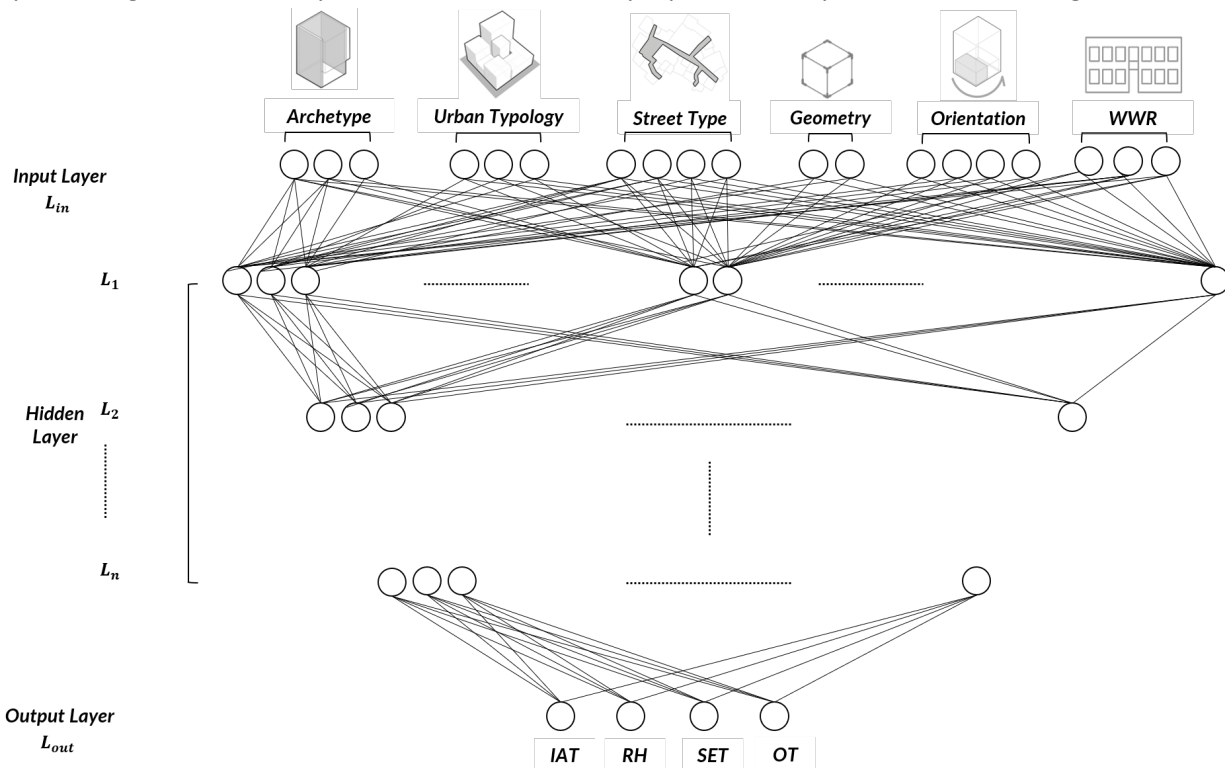 Archetype
Urban Typology
Street Type
Geometry
Orientation
WWR
Input Layer
L_in
L_1
Hidden
Layer
L_2
L_n
Output Layer
L_out
IAT
RH
SET
OT